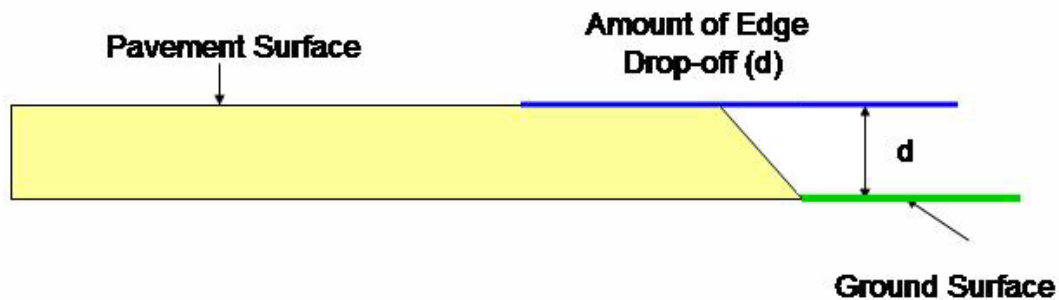 Pavement Surface
Amount of Edge
Drop-off (d)
d
Ground Surface